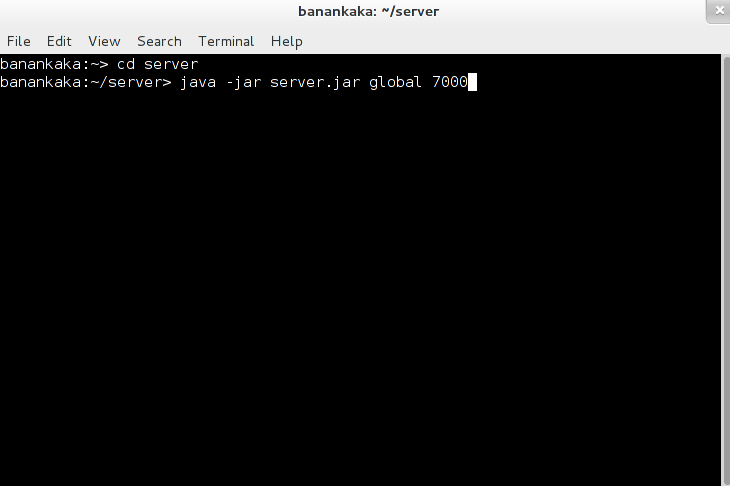 banankaka: ~/server
File Edit View Search Terminal Help
banankaka:~> cd server
banankaka:~/server> java -jar server.jar global 7000